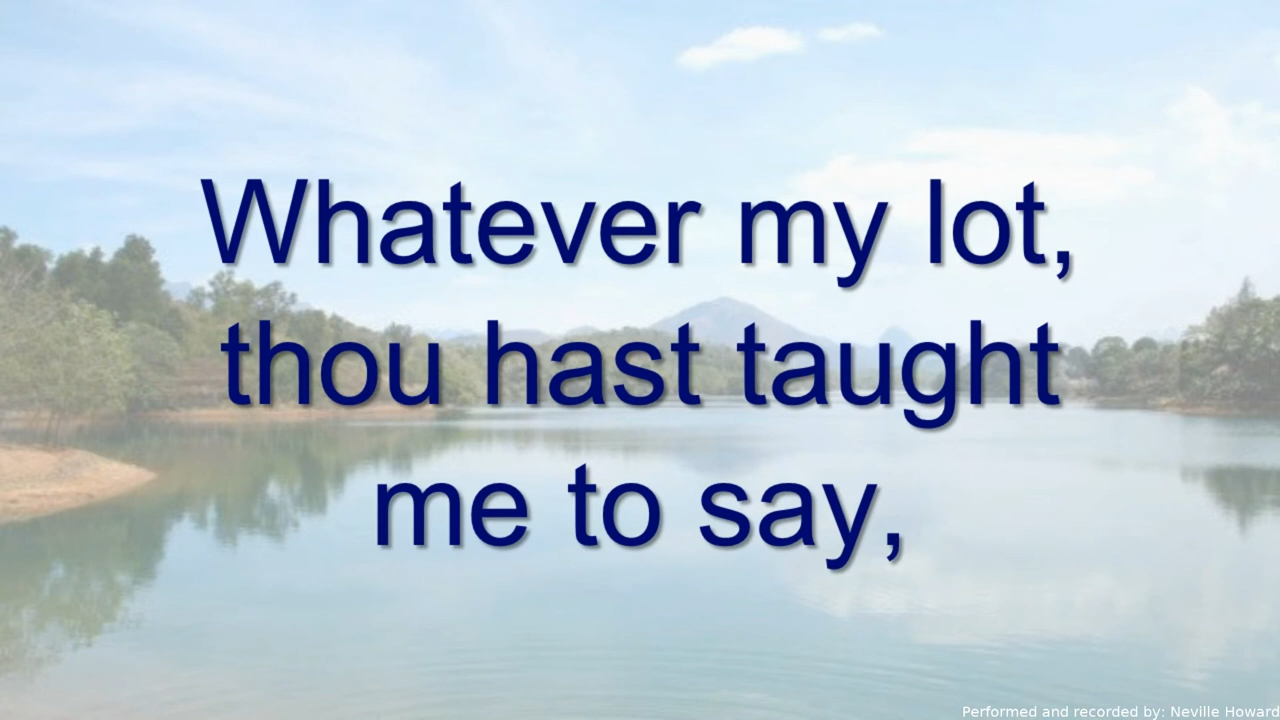 Whatever my lot,
thou hast taught
me to say,
Performed and recorded by: Neville Howard